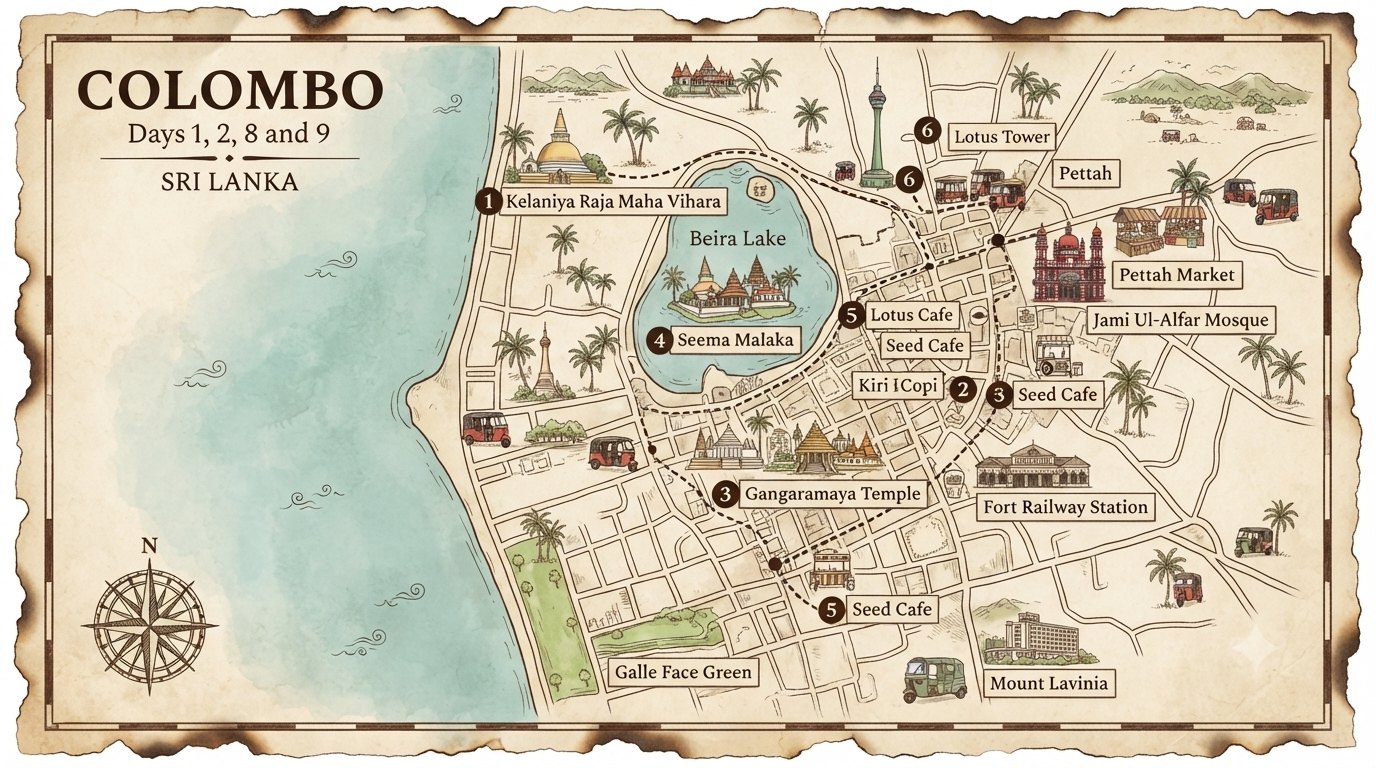 COLOMBO
Days 1, 2, 8 and 9
SRI LANKA
6 Lotus Tower
6
Pettah
1 Kelaniya Raja Maha Vihara
Beira Lake
Pettah Market
5 Lotus Cafe
Jami Ul-Alfar Mosque
4 Seema Malaka
Seed Cafe
Kiri İCopi 2
3 Seed Cafe
3 Gangaramaya Temple
Fort Railway Station
5 Seed Cafe
Galle Face Green
Mount Lavinia
N